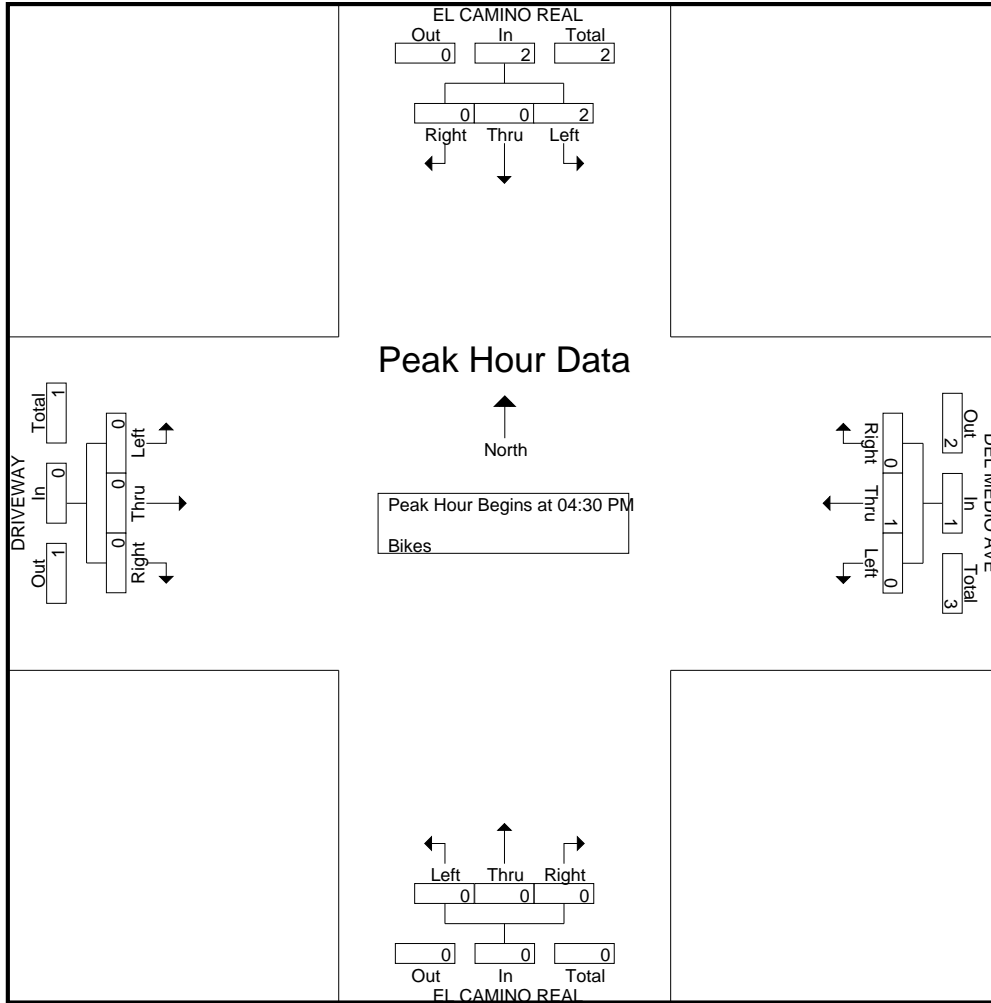 EL CAMINO REAL
Out In Total
0 2 2
0 0 2
Right Thru Left
Peak Hour Data
North
Peak Hour Begins at 04:30 PM
Bikes
DRIVEWAY
Out In Total
1 0 1
Right Thru Left
0 0 0
DEL MEDIO AVE
Out In Total
2 1 3
Right Thru Left
0 1 0
Left Thru Right
0 0 0
0 0 0
Out In Total
EL CAMINO REAL